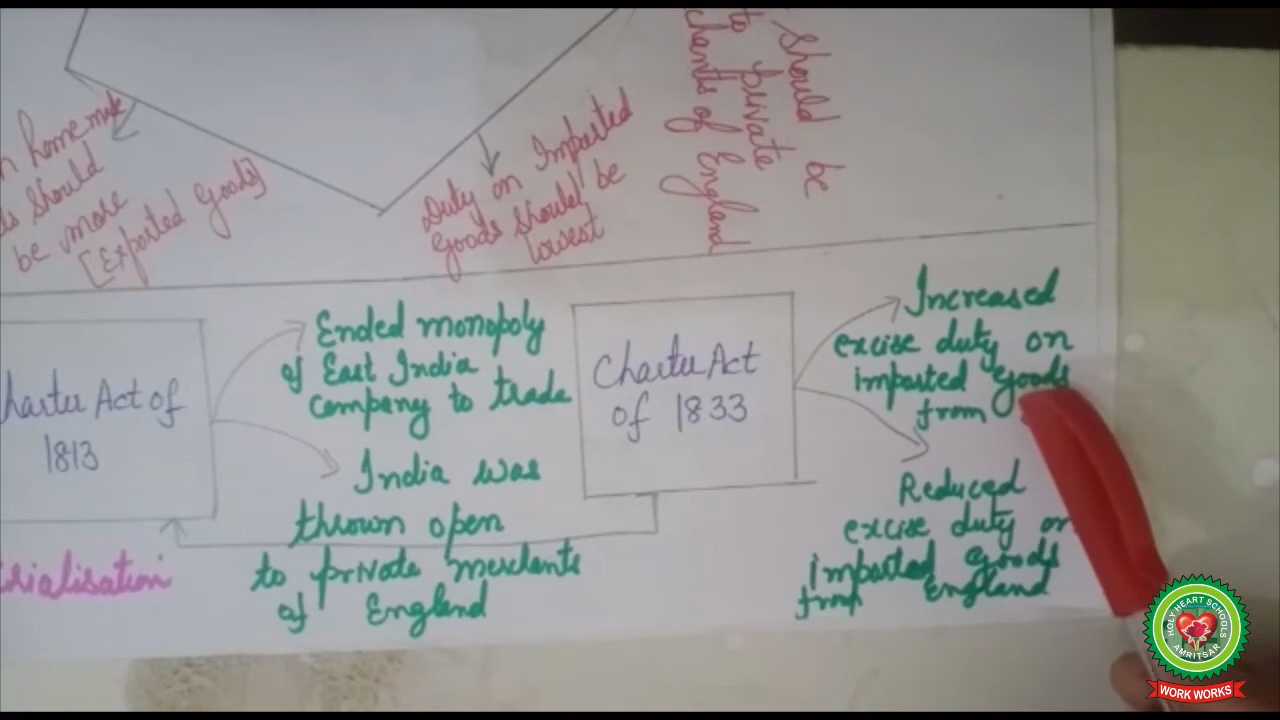 home made
should
be more
[Exported Goods]
Duty on Imported
goods should be
lowest
should be
to private
of England
Charter Act of
1813
Ended monopoly
of East India
company to trade
India was
thrown open
to private merchants
of England
Charter Act
of 1833
Increased
excise duty on
imported goods
from
Reduced
excise duty on
imported goods
from England
HOLY HEART SCHOOLS
AMRITSAR
WORK WORKS